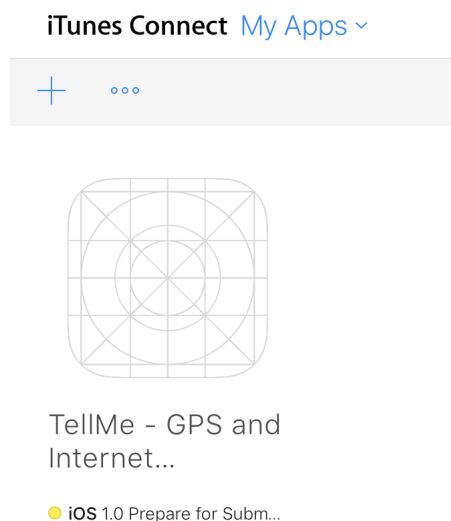 iTunes Connect My Apps
TellMe - GPS and
Internet...
iOS 1.0 Prepare for Subm...